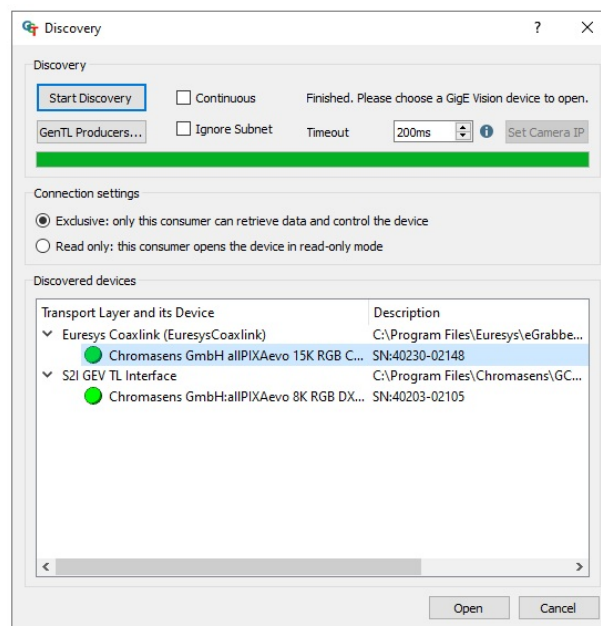 Discovery ? ×
Discovery
Start Discovery Continuous Finished. Please choose a GigE Vision device to open.
GenTL Producers... Ignore Subnet Timeout 200ms Set Camera IP
Connection settings
Exclusive: only this consumer can retrieve data and control the device
Read only: this consumer opens the device in read-only mode
Discovered devices
Transport Layer and its Device Description
Euresys Coaxlink (EuresysCoaxlink) C:\Program Files\Euresys\eGrabbe...
Chromasens GmbH allPIXAevo 15K RGB C... SN:40230-02148
S2I GEV TL Interface C:\Program Files\Chromasens\GC...
Chromasens GmbH:allPIXAevo 8K RGB DX... SN:40203-02105
Open Cancel